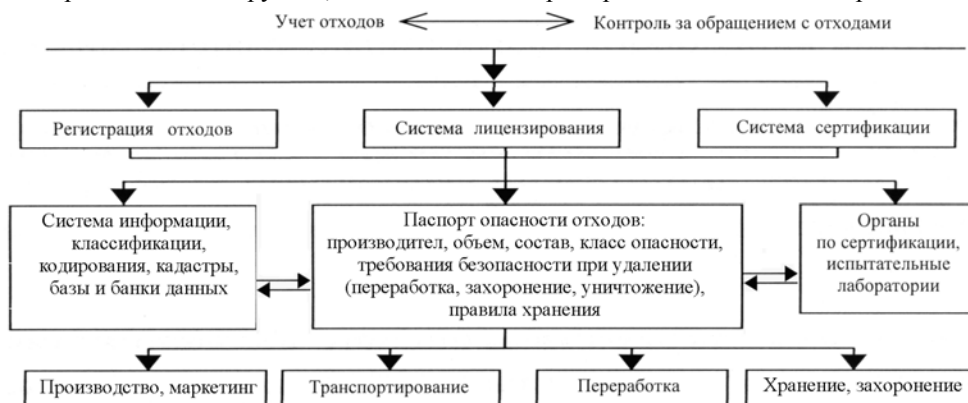 Учет отходов
Контроль за обращением с отходами
Регистрация отходов
Система лицензирования
Система сертификации
Система информации,
классификации,
кодирования, кадастры,
базы и банки данных
Паспорт опасности отходов:
производител, объем, состав, класс опасности,
требования безопасности при удалении
(переработка, захоронение, уничтожение),
правила хранения
Органы
по сертификации,
испытательные
лаборатории
Производство, маркетинг
Транспортирование
Переработка
Хранение, захоронение